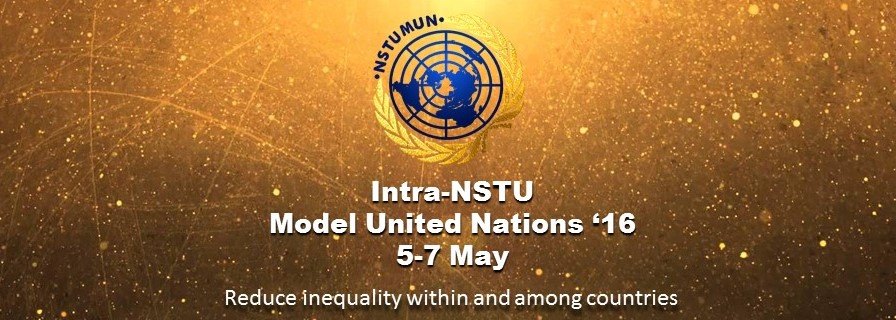 •NSTUMUN•
Intra-NSTU
Model United Nations ‘16
5-7 May
Reduce inequality within and among countries